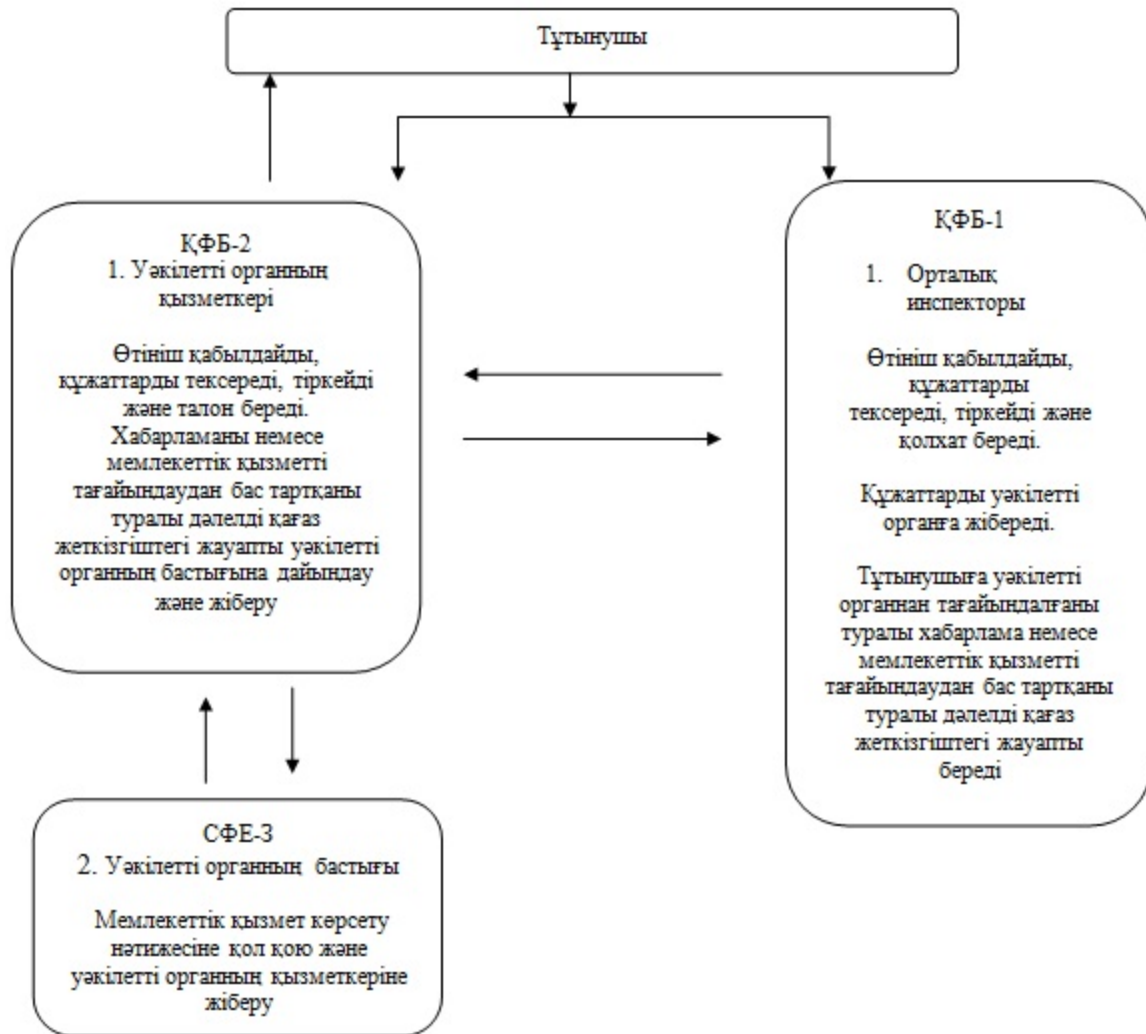 Тұтынушы
ҚФБ-2
1. Уәкілетті органның
қызметкері
Өтініш қабылдайды,
құжаттарды тексереді, тіркейді
және талон береді.
Хабарламаны немесе
мемлекеттік қызметті
тағайындаудан бас тартқаны
туралы дәлелді қағаз
жеткізгіштегі жауапты уәкілетті
органның бастығына дайындау
және жіберу
ҚФБ-1
1. Орталық
инспекторы
Өтініш қабылдайды,
құжаттарды
тексереді, тіркейді және
қолхат береді.
Құжаттарды уәкілетті
органға жібереді.
Тұтынушыға уәкілетті
органнан тағайындалғаны
туралы хабарлама немесе
мемлекеттік қызметті
тағайындаудан бас тартқаны
туралы дәлелді қағаз
жеткізгіштегі жауапты
береді
СФЕ-3
2. Уәкілетті органның бастығы
Мемлекеттік қызмет көрсету
нәтижесіне қол қою және
уәкілетті органның қызметкеріне
жіберу